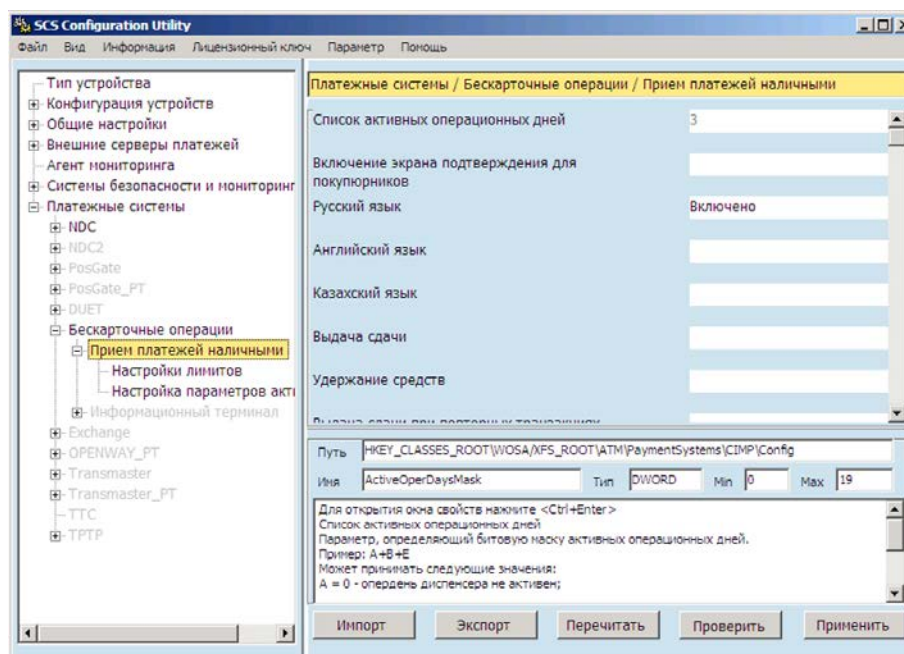 SCS Configuration Utility
Файл Вид Информация Лицензионный ключ Параметр Помощь
Тип устройства
Конфигурация устройств
Общие настройки
Внешние серверы платежей
Агент мониторинга
Системы безопасности и мониторинг
Платежные системы
NDC
NDC2
PosGate
PosGate_PT
DUET
Бескарточные операции
Прием платежей наличными
Настройки лимитов
Настройка параметров акти
Информационный терминал
Exchange
OPENWAY_PT
Transmaster
Transmaster_PT
TTC
TPTP
Платежные системы / Бескарточные операции / Прием платежей наличными
Список активных операционных дней 3
Включение экрана подтверждения для
покупюрников
Русский язык Включено
Английский язык
Казахский язык
Выдача сдачи
Удержание средств
Выдача сдачи при повторных транзакциях
Путь HKEY_CLASSES_ROOT\WOSA/XFS_ROOT\ATM\PaymentSystems\CIMP\Config
Имя ActiveOperDaysMask Тип DWORD Min 0 Max 19
Для открытия окна свойств нажмите <Ctrl+Enter>
Список активных операционных дней
Параметр, определяющий битовую маску активных операционных дней.
Пример: A+B+E
Может принимать следующие значения:
A = 0 - опердень диспенсера не активен;
Импорт Экспорт Перечитать Проверить Применить